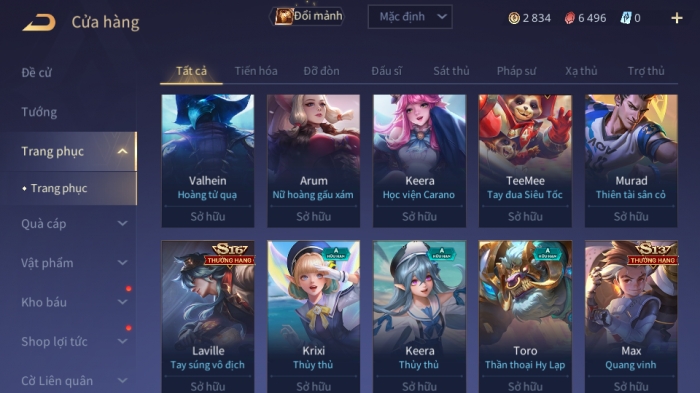 Cửa hàng
Đổi mảnh
Mặc định
2 834
6 496
0
Đề cử
Tướng
Trang phục
Trang phục
Quà cáp
Vật phẩm
Kho báu
Shop lợi tức
Cờ Liên quân
Tất cả
Tiến hóa
Đỡ đòn
Đấu sĩ
Sát thủ
Pháp sư
Xạ thủ
Trợ thủ
Valhein
Hoàng tử quạ
Sở hữu
Arum
Nữ hoàng gấu xám
Sở hữu
Keera
Học viện Carano
Sở hữu
TeeMee
Tay đua Siêu Tốc
Sở hữu
Murad
Thiên tài sân cỏ
Sở hữu
S16
THƯỞNG HẠNG
Laville
Tay súng vô địch
Sở hữu
A
HỮU HẠN
Krixi
Thủy thủ
Sở hữu
A
HỮU HẠN
Keera
Thủy thủ
Sở hữu
A
HỮU HẠN
Toro
Thần thoại Hy Lạp
Sở hữu
S137
THƯỞNG HẠNG
Max
Quang vinh
Sở hữu